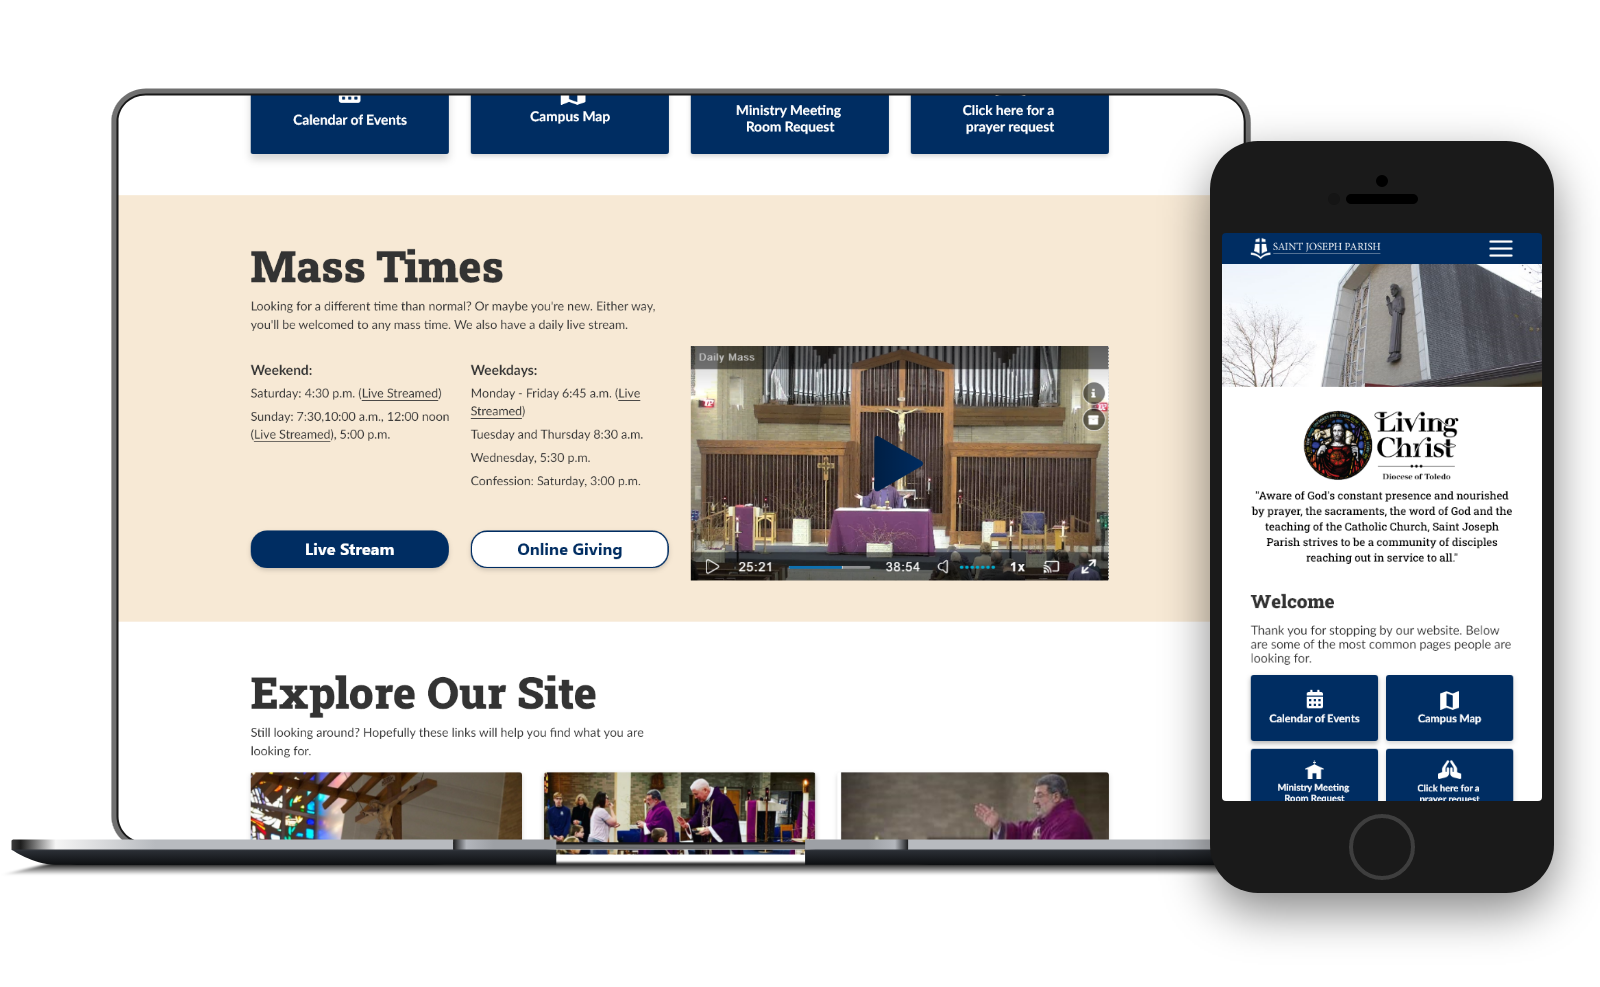 Calendar of Events
Campus Map
Ministry Meeting
Room Request
Click here for a
prayer request
Mass Times
Looking for a different time than normal? Or maybe you're new. Either way,
you'll be welcomed to any mass time. We also have a daily live stream.
Weekend:
Saturday: 4:30 p.m. (Live Streamed)
Sunday: 7:30,10:00 a.m., 12:00 noon
(Live Streamed), 5:00 p.m.
Weekdays:
Monday - Friday 6:45 a.m. (Live
Streamed)
Tuesday and Thursday 8:30 a.m.
Wednesday, 5:30 p.m.
Confession: Saturday, 3:00 p.m.
Live Stream
Online Giving
Daily Mass
25:21
38:54
1x
Explore Our Site
Still looking around? Hopefully these links will help you find what you are
looking for.
SAINT JOSEPH PARISH
Living
Christ
Diocese of Toledo
"Aware of God's constant presence and nourished
by prayer, the sacraments, the word of God and the
teaching of the Catholic Church, Saint Joseph
Parish strives to be a community of disciples
reaching out in service to all."
Welcome
Thank you for stopping by our website. Below
are some of the most common pages people are
looking for.
Calendar of Events
Campus Map
Ministry Meeting
Room Request
Click here for a
prayer request